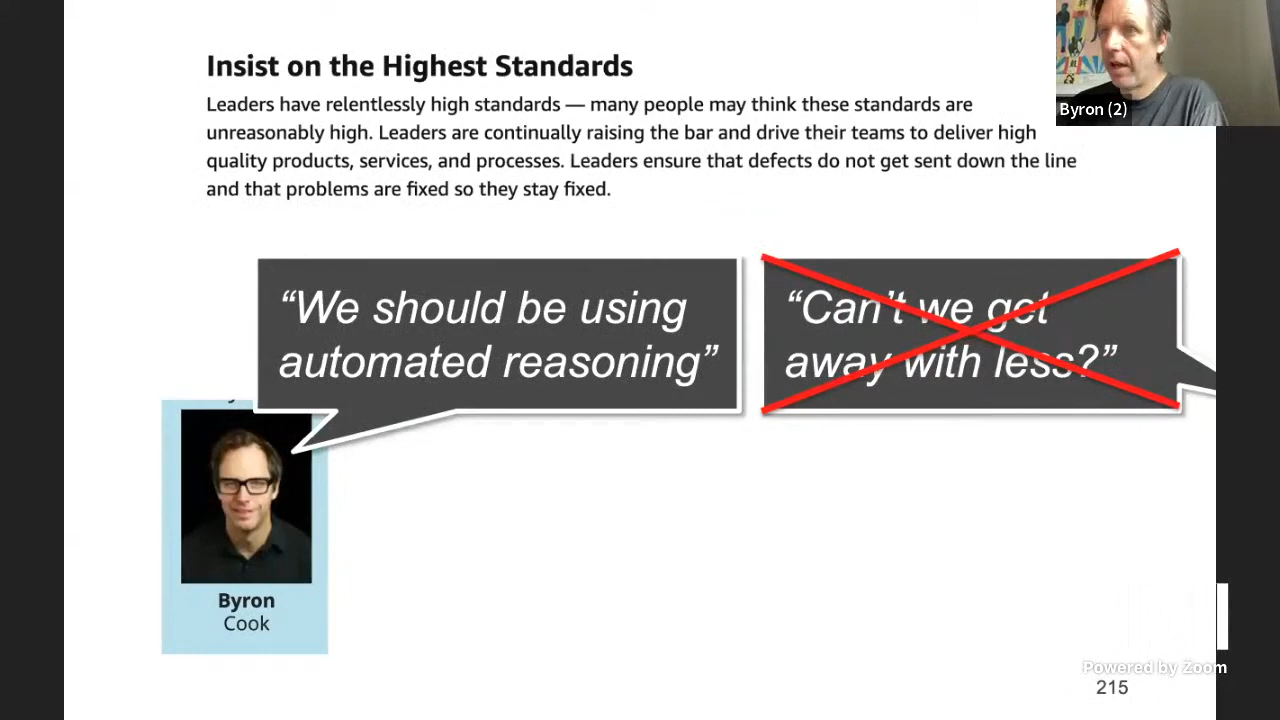 Insist on the Highest Standards
Leaders have relentlessly high standards — many people may think these standards are
unreasonably high. Leaders are continually raising the bar and drive their teams to deliver high
quality products, services, and processes. Leaders ensure that defects do not get sent down the line
and that problems are fixed so they stay fixed.
Byron (2)
“We should be using
automated reasoning”
“Can’t we get
away with less?”
Byron
Cook
Powered by Zoom
215